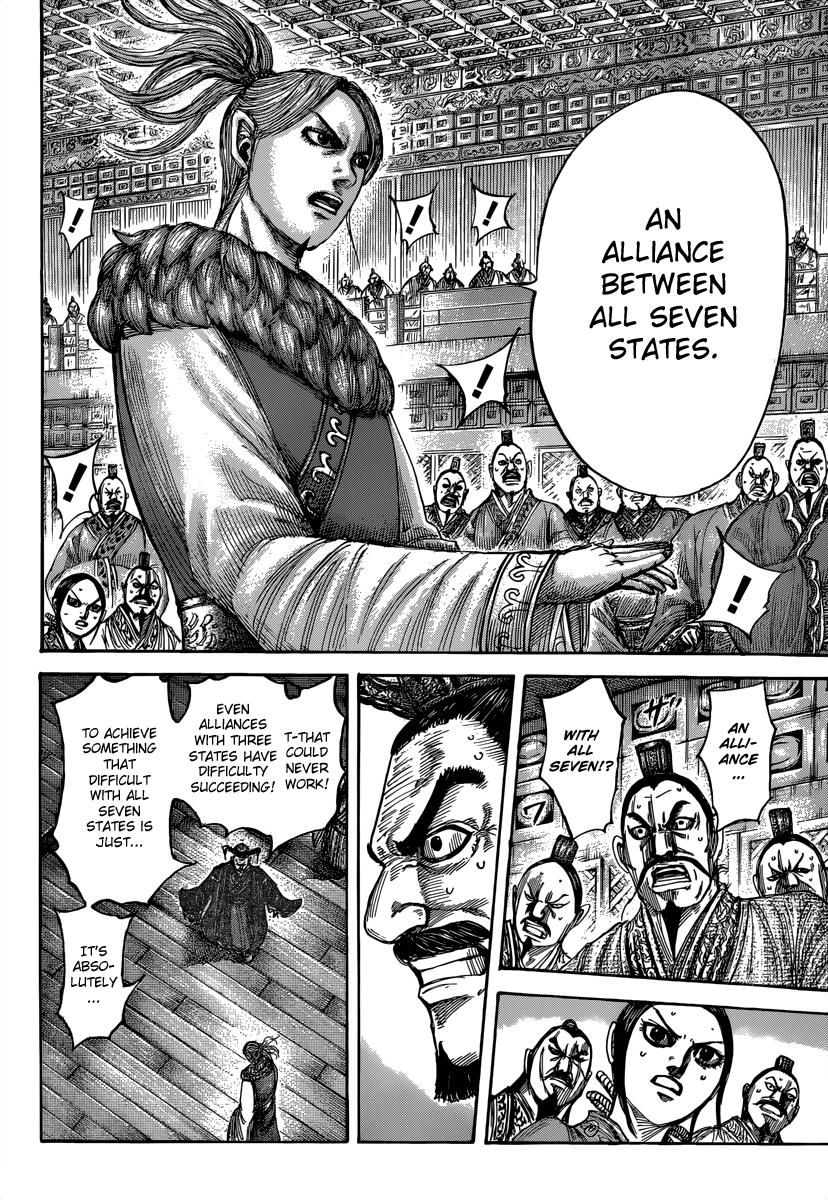 !
!
!
AN
ALLIANCE
BETWEEN
ALL SEVEN
STATES.
!
!
!
AN
ALLI-
ANCE
...
WITH
ALL
SEVEN!?
ザッ
T-THAT
COULD
NEVER
WORK!
EVEN
ALLIANCES
WITH THREE
STATES HAVE
DIFFICULTY
SUCCEEDING!
TO ACHIEVE
SOMETHING
THAT
DIFFICULT
WITH ALL
SEVEN
STATES IS
JUST...
IT'S
ABSO-
LUTELY
...